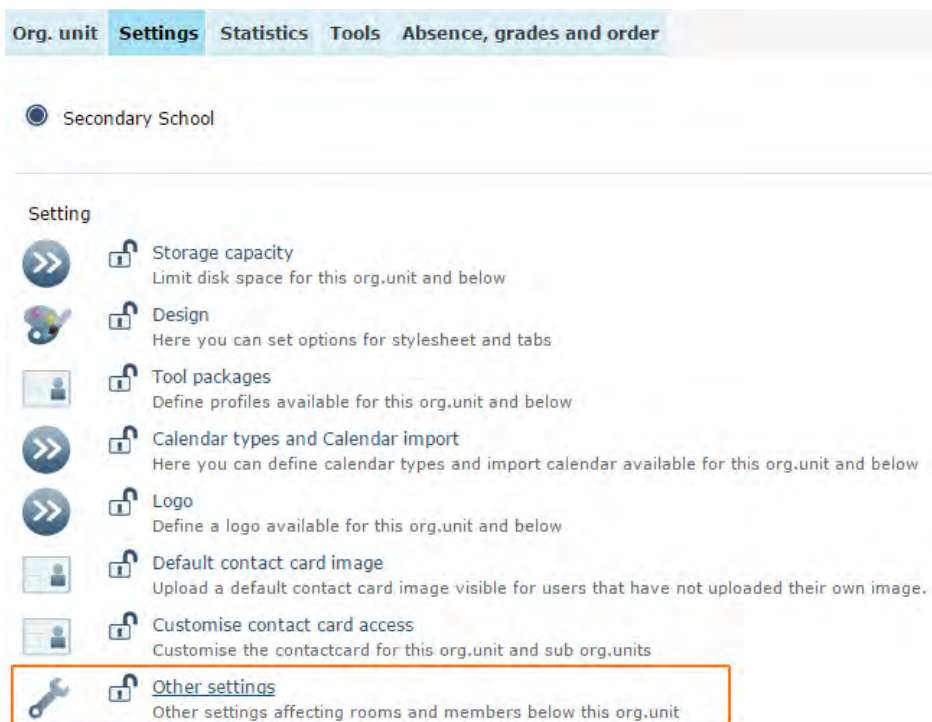 Org. unit Settings Statistics Tools Absence, grades and order
Secondary School
Setting
Storage capacity
Limit disk space for this org.unit and below
Design
Here you can set options for stylesheet and tabs
Tool packages
Define profiles available for this org.unit and below
Calendar types and Calendar import
Here you can define calendar types and import calendar available for this org.unit and below
Logo
Define a logo available for this org.unit and below
Default contact card image
Upload a default contact card image visible for users that have not uploaded their own image.
Customise contact card access
Customise the contactcard for this org.unit and sub org.units
Other settings
Other settings affecting rooms and members below this org.unit